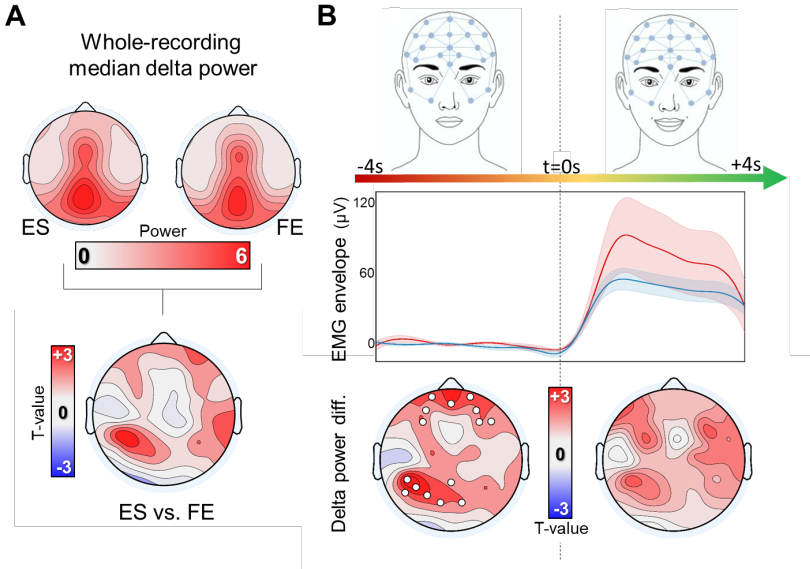 A
Whole-recording
median delta power
ES
FE
Power
0
6
T-value
+3
0
-3
ES vs. FE
B
-4s
t=0s
+4s
EMG envelope (µV)
120
60
0
Delta power diff.
+3
0
-3
T-value